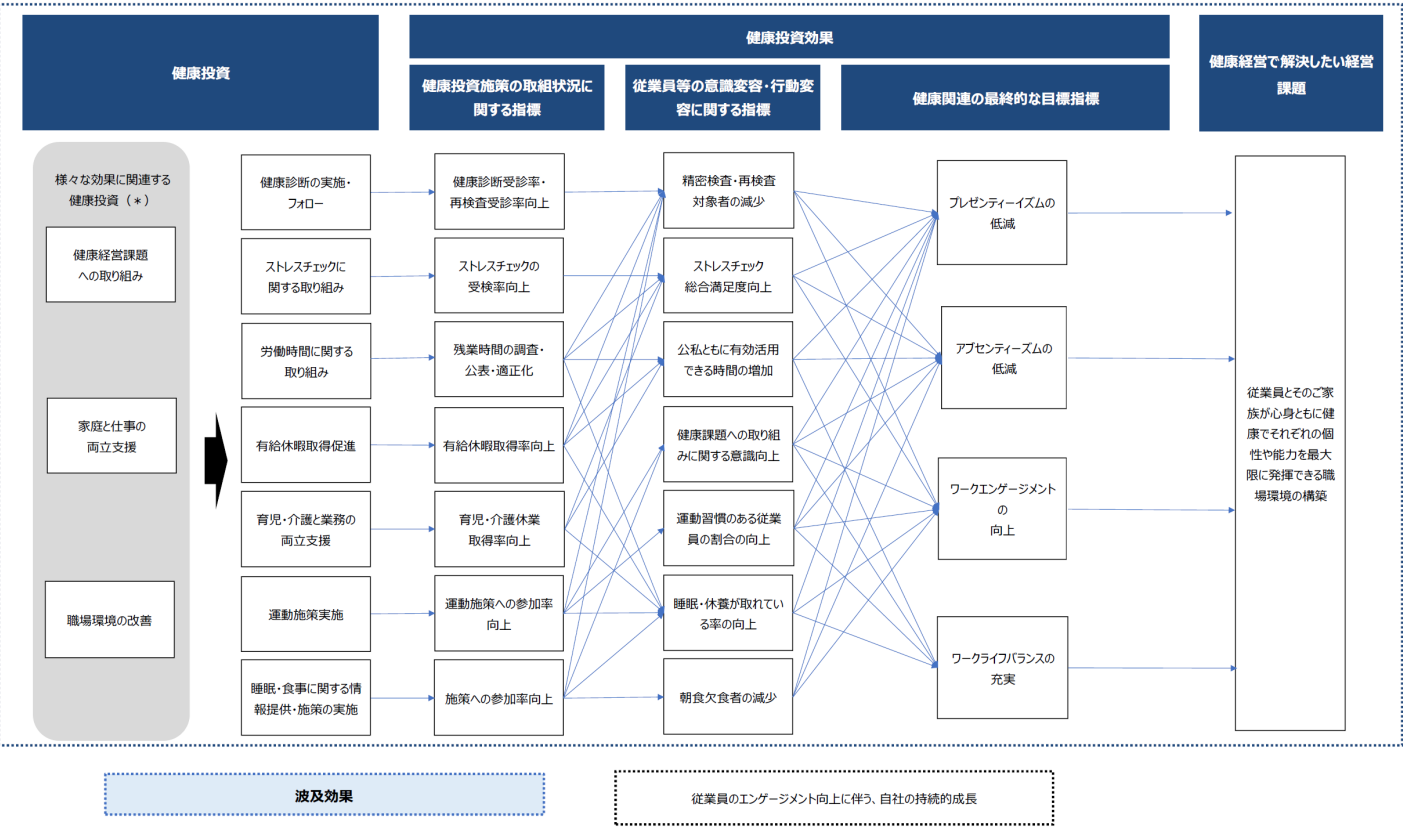 健康投資
健康投資効果
健康投資施策の取組状況に
関する指標
従業員等の意識変容・行動変
容に関する指標
健康関連の最終的な目標指標
健康経営で解決したい経営
課題
様々な効果に関連する
健康投資（＊）
健康経営課題
への取り組み
家庭と仕事の
両立支援
職場環境の改善
健康診断の実施・
フォロー
ストレスチェックに
関する取り組み
労働時間に関する
取り組み
有給休暇取得促進
育児・介護と業務の
両立支援
運動施策実施
睡眠・食事に関する情
報提供・施策の実施
健康診断受診率・
再検査受診率向上
ストレスチェックの
受検率向上
残業時間の調査・
公表・適正化
有給休暇取得率向上
育児・介護休業
取得率向上
運動施策への参加率
向上
施策への参加率向上
精密検査・再検査
対象者の減少
ストレスチェック
総合満足度向上
公私ともに有効活用
できる時間の増加
健康課題への取り組
みに関する意識向上
運動習慣のある従業
員の割合の向上
睡眠・休養が取れてい
る率の向上
朝食欠食者の減少
プレゼンティーイズムの
低減
アブセンティーズムの
低減
ワークエンゲージメント
の
向上
ワークライフバランスの
充実
従業員とそのご家
族が心身ともに健
康でそれぞれの個
性や能力を最大
限に発揮できる職
場環境の構築
波及効果
従業員のエンゲージメント向上に伴う、自社の持続的成長